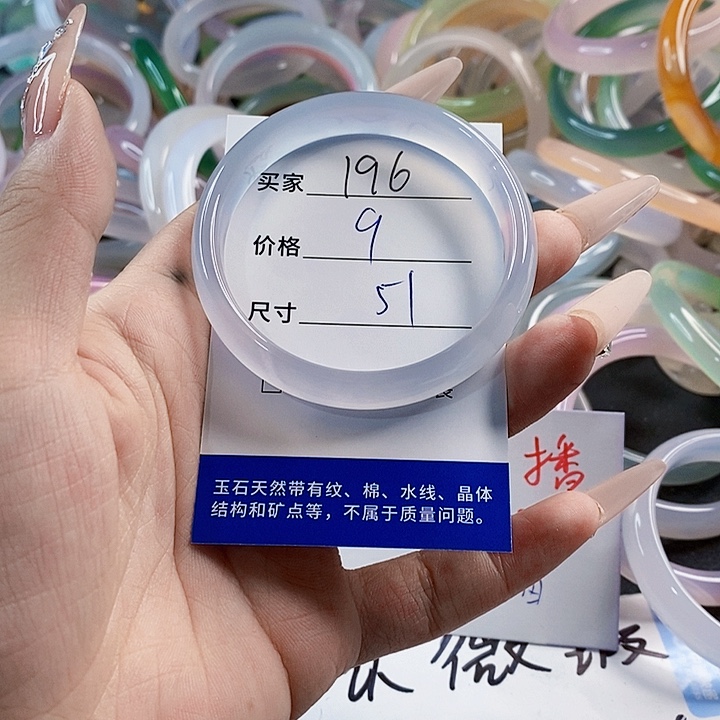 买家 196
价格 9
尺寸 51
玉石天然带有纹、棉、水线、晶体
结构和矿点等，不属于质量问题。
播
微